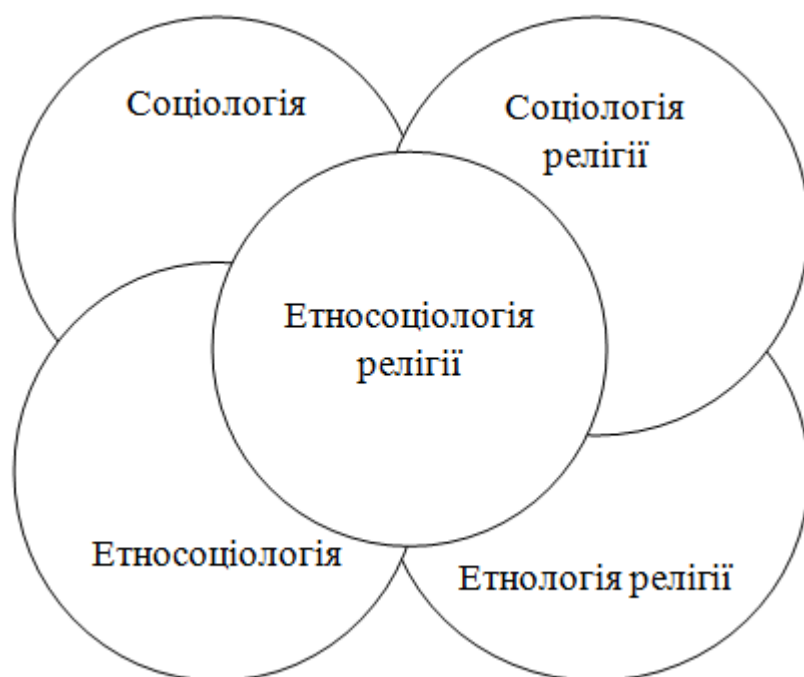 Соціологія
Соціологія
релігії
Етносоціологія
релігії
Етносоціологія
Етнологія релігії